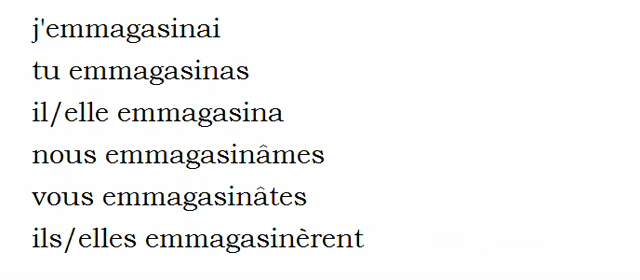 j'emmagasinai
tu emmagasinas
il/elle emmagasina
nous emmagasinâmes
vous emmagasinâtes
ils/elles emmagasinèrent